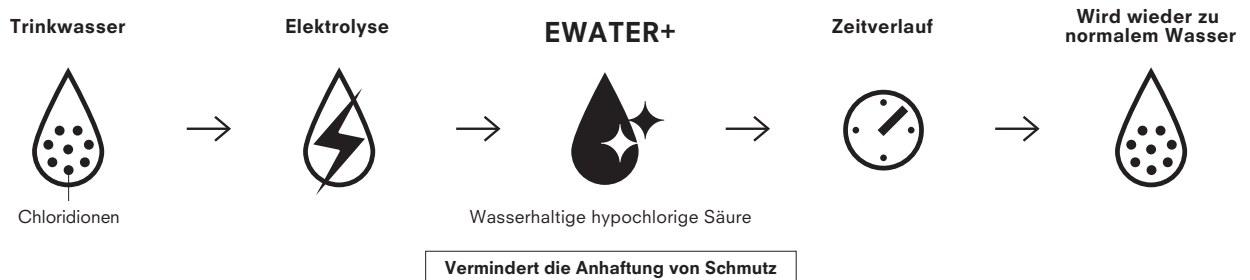 Trinkwasser
Elektrolyse
EWATER+
Zeitverlauf
Wird wieder zu
normalem Wasser
Chloridionen
Wasserhaltige hypochlorige Säure
Vermindert die Anhaftung von Schmutz